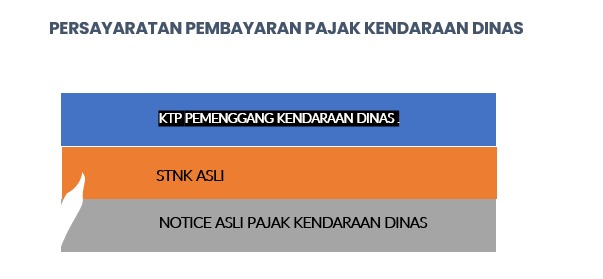 PERSAYARATAN PEMBAYARAN PAJAK KENDARAAN DINAS
KTP PEMENGGANG KENDARAAN DINAS .
STNK ASLI
NOTICE ASLI PAJAK KENDARAAN DINAS